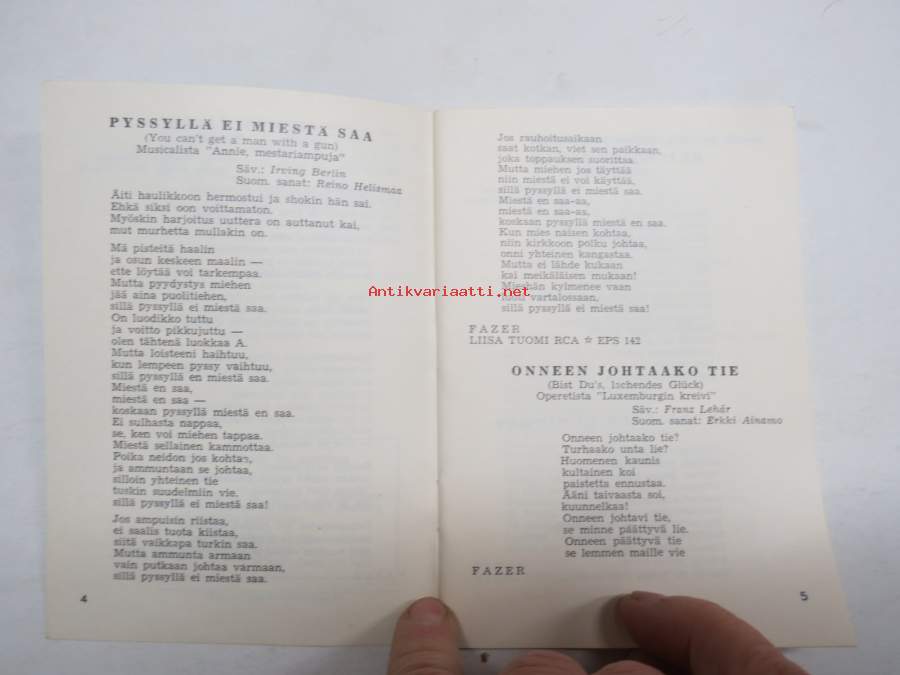 PYSSYLLÄ EI MIESTÄ SAA
(You can't get a man with a gun)
Musicalista "Annie, mestariampuja"
Säv.: Irving Berlin
Suom. sanat: Reino Helismaa
Äiti haulikkoon hermostui ja shokin hän sai.
Ehkä siksi oon voittamaton.
Myöskin harjoitus uuttera on auttanut kai,
mut murhetta mullakin on.
Mä pisteitä haalin
ja osun keskeen maalin —
ette löytää voi tarkempaa.
Mutta pyydystys miehen
jää aina puolitiehen,
sillä pyssyllä ei miestä saa.
On luodikko tuttu
ja voitto pikkujuttu —
olen tähtenä luokkaa A.
Mutta loisteeni haihtuu,
kun lempeen pyssy vaihtuu,
sillä pyssyllä en miestä saa.
Miestä en saa,
miestä en saa —
koskaan pyssyllä miestä en saa.
Ei sulhasta nappaa,
se, ken voi miehen tappaa.
Miestä sellainen kammottaa.
Poika neidon jos kohtaa,
ja ammuntaan se johtaa,
silloin yhteinen tie
tuskin suudelmiin vie.
sillä pyssyllä ei miestä saa!
Jos ampuisin riistaa,
ei saalis tuota kiistaa,
siitä vaikkapa turkin saa.
Mutta ammunta armaan
vain putkaan johtaa varmaan,
sillä pyssyllä ei miestä saa.
4
Jos rauhoitusaikaan
saat kotkan, viet sen paikkaan,
joka toppauksen suorittaa.
Mutta miehen jos täyttää
niin miestä ei voi käyttää,
sillä pyssyllä ei miestä saa.
Miestä en saa-aa,
miestä en saa-aa,
koskaan pyssyllä miestä en saa.
Kun mies naisen kohtaa,
niin kirkkoon polku johtaa,
onni yhteinen kangastaa.
Mutta ei lähde kukaan
kai meikäläisen mukaan!
Mieshän kylmenee vaan
luoti vartalossaan,
sillä pyssyllä ei miestä saa!
FAZER
LIISA TUOMI RCA ☆ EPS 142
ONNEEN JOHTAAKO TIE
(Bist Du's, lachendes Glück)
Operetista "Luxemburgin kreivi"
Säv.: Franz Lehár
Suom. sanat: Erkki Ainamo
Onneen johtaako tie?
Turhaako unta lie?
Huomenen kaunis
kultainen koi
paistetta ennustaa.
Ääni taivaasta soi,
kuunnelkaa!
Onneen johtavi tie,
se minne päättyvä lie.
Onneen päättyvä tie
se lemmen maille vie
FAZER
5
Antikvariaatti.net